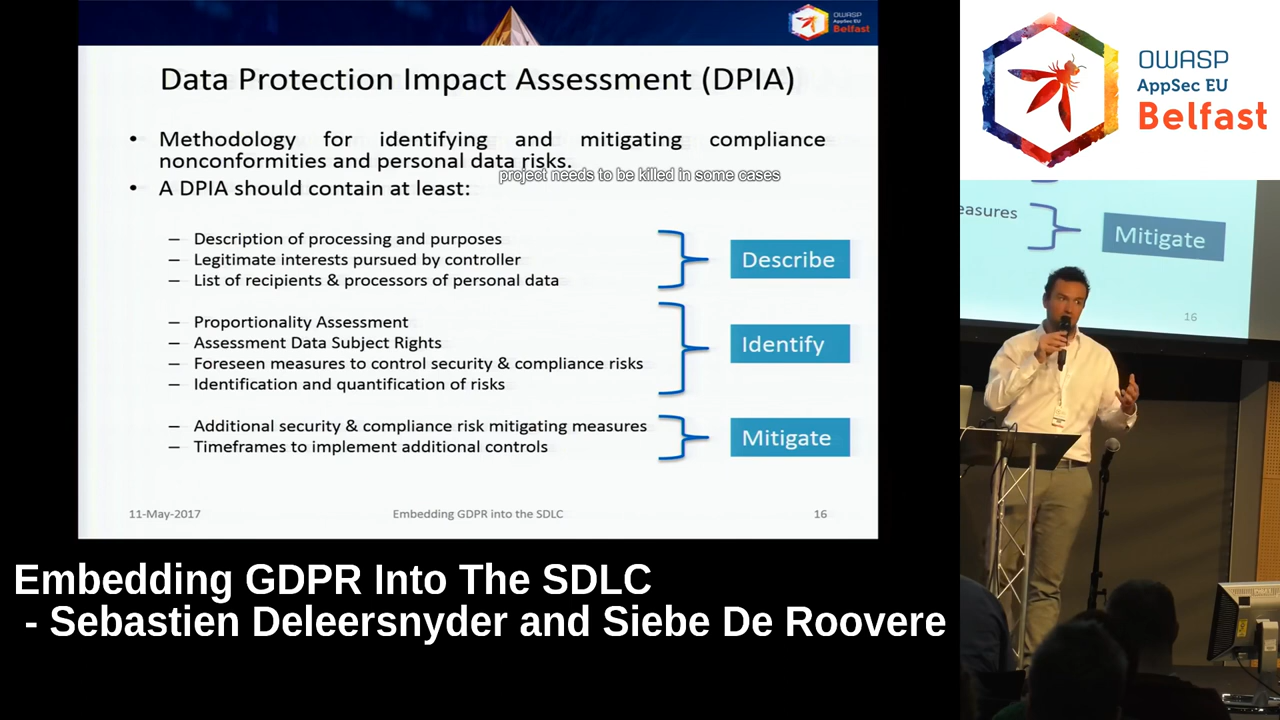 OWASP
AppSec EU
Belfast
Data Protection Impact Assessment (DPIA)
• Methodology for identifying and mitigating compliance
nonconformities and personal data risks.
project needs to be killed in some cases
• A DPIA should contain at least:
– Description of processing and purposes
– Legitimate interests pursued by controller
– List of recipients & processors of personal data
Describe
– Proportionality Assessment
– Assessment Data Subject Rights
– Foreseen measures to control security & compliance risks
– Identification and quantification of risks
Identify
– Additional security & compliance risk mitigating measures
– Timeframes to implement additional controls
Mitigate
11-May-2017
Embedding GDPR into the SDLC
16
Embedding GDPR Into The SDLC
- Sebastien Deleersnyder and Siebe De Roovere
OWASP
AppSec EU
Belfast
easures
Mitigate
16